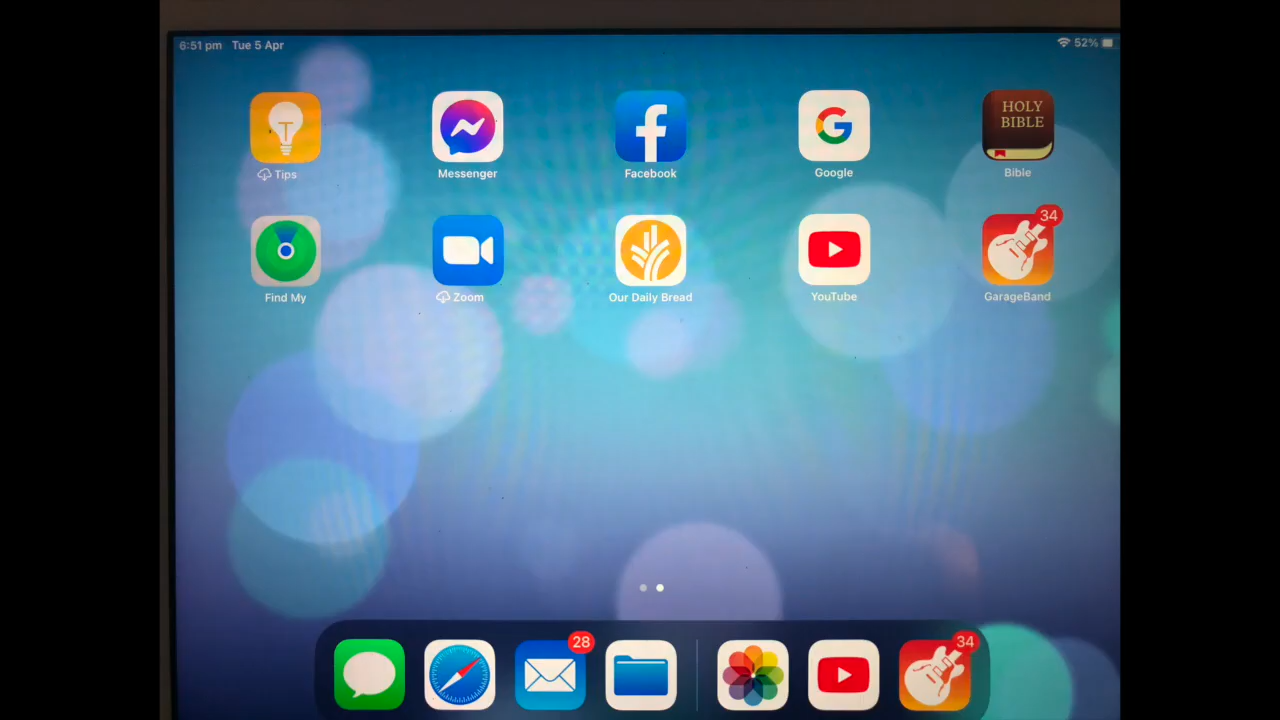 6:51 pm Tue 5 Apr 52%
HOLY
BIBLE
Tips Messenger Facebook Google Bible
34
Find My Zoom Our Daily Bread YouTube GarageBand
28 34